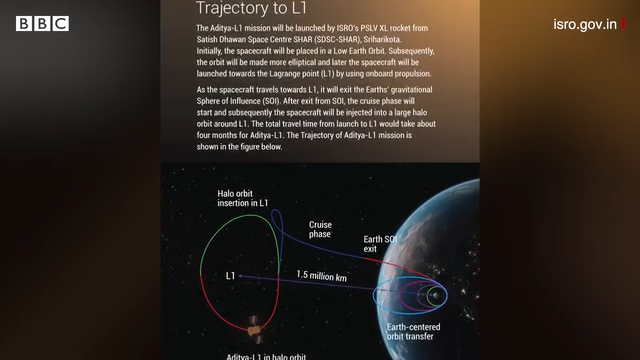 BBC
Trajectory to L1
isro.gov.in
The Aditya-L1 mission will be launched by ISRO's PSLV XL rocket from
Satish Dhawan Space Centre SHAR (SDSC-SHAR), Sriharikota.
Initially, the spacecraft will be placed in a Low Earth Orbit. Subsequently,
the orbit will be made more elliptical and later the spacecraft will be
launched towards the Lagrange point (L1) by using onboard propulsion.
As the spacecraft travels towards L1, it will exit the Earths' gravitational
Sphere of Influence (SOI). After exit from SOI, the cruise phase will
start and subsequently the spacecraft will be injected into a large halo
orbit around L1. The total travel time from launch to L1 would take about
four months for Aditya-L1. The Trajectory of Aditya-L1 mission is
shown in the figure below.
Halo orbit
insertion in L1
Cruise
phase
Earth SOI
exit
L1
1.5 million km
Earth-centered
orbit transfer
Aditya-L1 in halo orbit